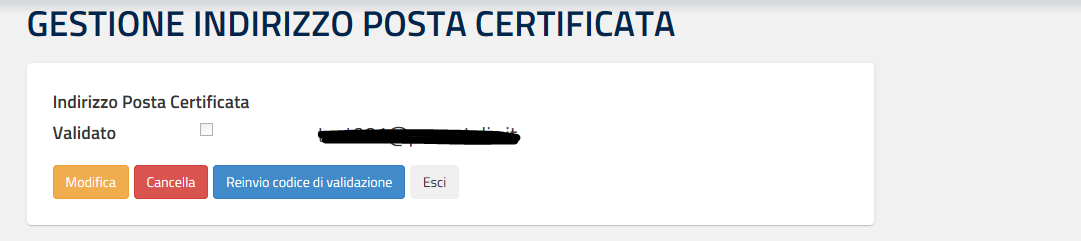 GESTIONE INDIRIZZO POSTA CERTIFICATA
Indirizzo Posta Certificata
Validato
Modifica
Cancella
Reinvio codice di validazione
Esci